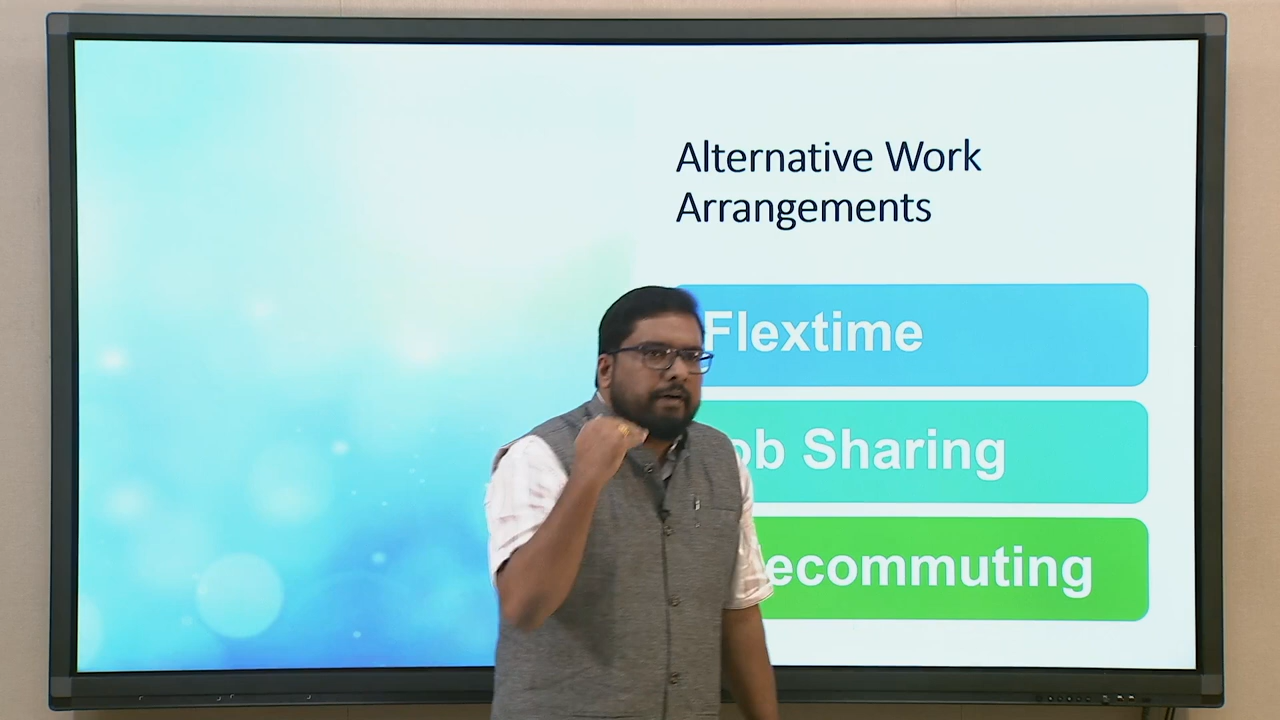 Alternative Work
Arrangements
Flextime
ob Sharing
ecommuting